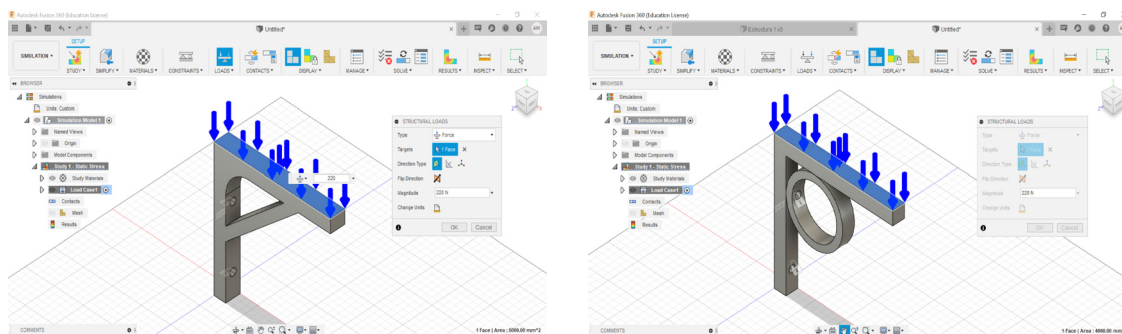 Autodesk Fusion 360 (Education License)
Untitled*
AM
SETUP
SIMULATION ▾
STUDY ▾
SIMPLIFY ▾
MATERIALS ▾
CONSTRAINTS ▾
LOADS ▾
CONTACTS ▾
DISPLAY ▾
MANAGE ▾
SOLVE ▾
RESULTS ▾
INSPECT ▾
SELECT ▾
BROWSER
Simulations
Units: Custom
Simulation Model 1
Named Views
Origin
Model Components
Study 1 - Static Stress
Study Materials
Load Case1
Contacts
Mesh
Results
220
STRUCTURAL LOADS
Type
Force
Targets
1 Face
Direction Type
Flip Direction
Magnitude
220 N
Change Units
OK
Cancel
COMMENTS
1 Face | Area : 5000.00 mm^2
Autodesk Fusion 360 (Education License)
Estructura 1 v0
Untitled*
SETUP
SIMULATION ▾
STUDY ▾
SIMPLIFY ▾
MATERIALS ▾
CONSTRAINTS ▾
LOADS ▾
CONTACTS ▾
DISPLAY ▾
MANAGE ▾
SOLVE ▾
RESULTS ▾
INSPECT ▾
SELECT ▾
BROWSER
Simulations
Units: Custom
Simulation Model 1
Named Views
Origin
Model Components
Study 1 - Static Stress
Study Materials
Load Case1
Contacts
Mesh
Results
STRUCTURAL LOADS
Type
Force
Targets
1 Face
Direction Type
Flip Direction
Magnitude
220 N
Change Units
OK
Cancel
COMMENTS
1 Face | Area : 4000.00 mm^2